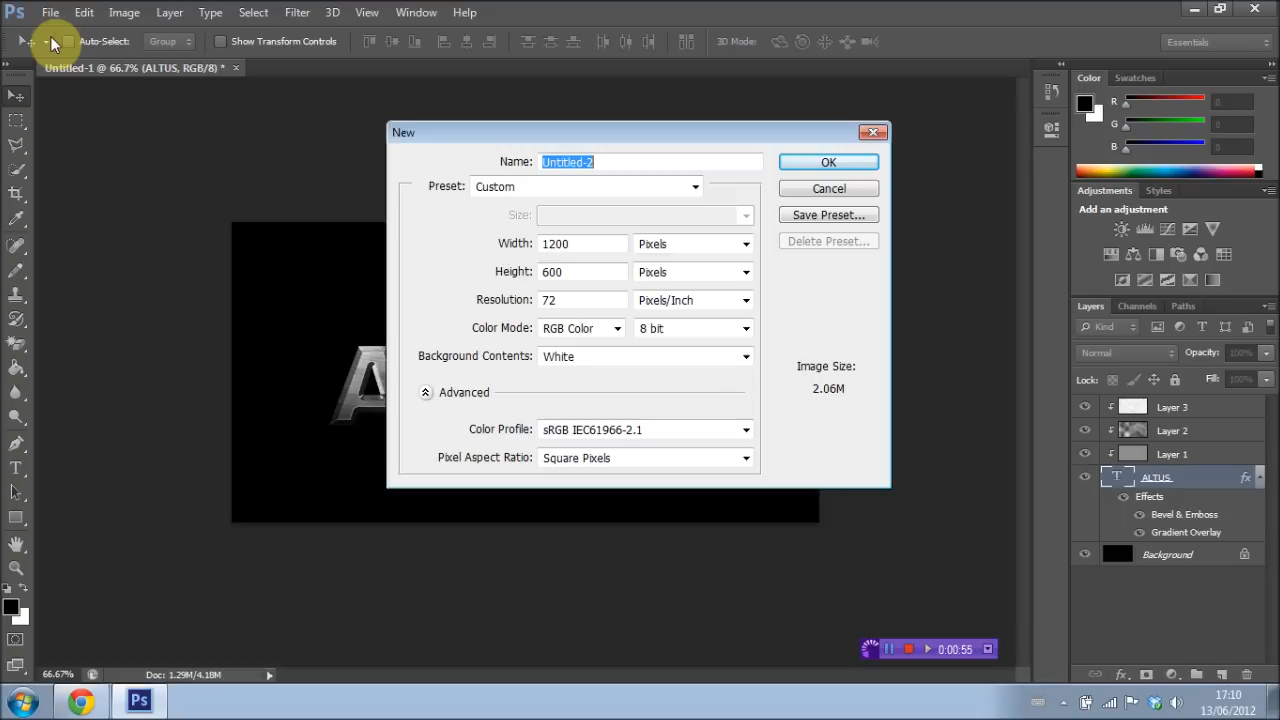 Ps File Edit Image Layer Type Select Filter 3D View Window Help
Auto-Select: Group Show Transform Controls 3D Mode: Essentials
Untitled-1 @ 66.7% (ALTUS, RGB/8) *
Color Swatches
R 0
G 0
B 0
New
Name: Untitled-2 OK
Preset: Custom Cancel
Size: Save Preset...
Delete Preset...
Width: 1200 Pixels
Height: 600 Pixels
Resolution: 72 Pixels/Inch
Color Mode: RGB Color 8 bit
Background Contents: White
Image Size:
2.06M
Advanced
Color Profile: sRGB IEC61966-2.1
Pixel Aspect Ratio: Square Pixels
A
Adjustments Styles
Add an adjustment
Layers Channels Paths
Kind
Normal Opacity: 100%
Lock: Fill: 100%
Layer 3
Layer 2
Layer 1
T ALTUS fx
Effects
Bevel & Emboss
Gradient Overlay
Background
0:00:55
66.67% Doc: 1.29M/4.18M
Ps
17:10
13/06/2012